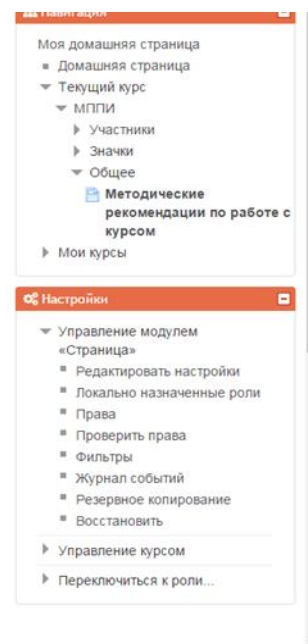 Навигация
Моя домашняя страница
Домашняя страница
Текущий курс
МППИ
Участники
Значки
Общее
Методические
рекомендации по работе с
курсом
Мои курсы
Настройки
Управление модулем
«Страница»
Редактировать настройки
Локально назначенные роли
Права
Проверить права
Фильтры
Журнал событий
Резервное копирование
Восстановить
Управление курсом
Переключиться к роли...